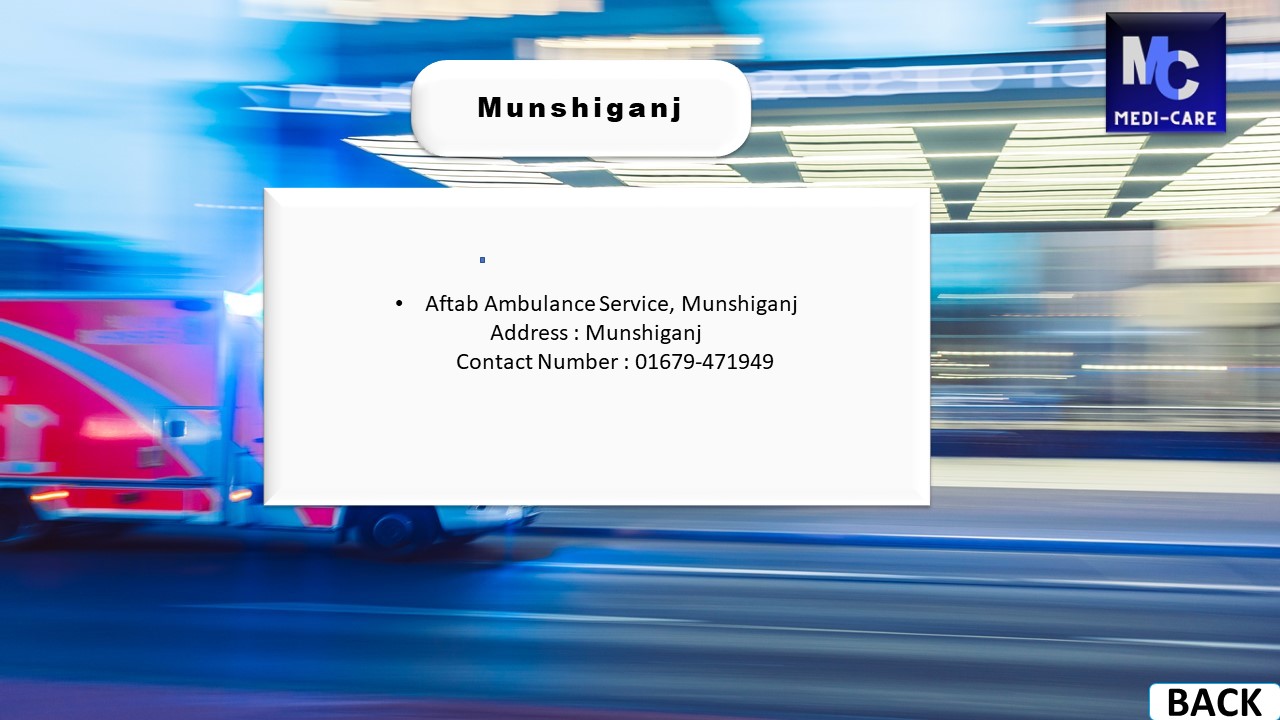 Munshiganj
MC
MEDI-CARE
• Aftab Ambulance Service, Munshiganj
Address : Munshiganj
Contact Number : 01679-471949
BACK